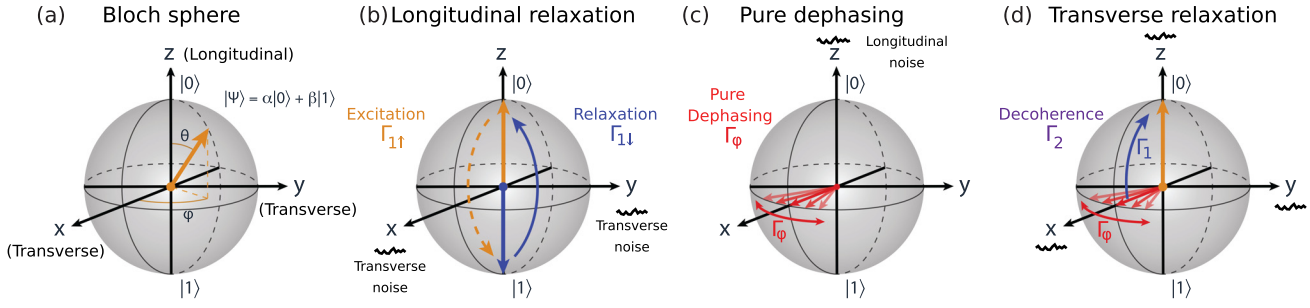 (a) Bloch sphere
z (Longitudinal)
|0⟩
|Ψ⟩ = α|0⟩ + β|1⟩
θ
y
(Transverse)
φ
x
(Transverse)
|1⟩
(b) Longitudinal relaxation
z
|0⟩
Excitation
Γ1↑
Relaxation
Γ1↓
y
Transverse
noise
x
Transverse
noise
|1⟩
(c) Pure dephasing
Longitudinal
noise
z
|0⟩
Pure
Dephasing
Γφ
y
x
Γφ
|1⟩
(d) Transverse relaxation
z
|0⟩
Decoherence
Γ2
Γ1
y
x
Γφ
|1⟩